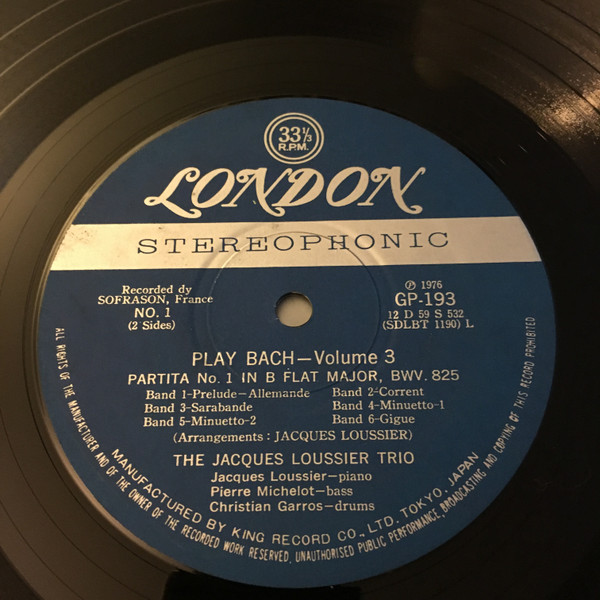 33 1/3
R.P.M.
LONDON
STEREOPHONIC
Recorded by
SOFRASON, France
NO. 1
(2 Sides)
Ⓟ 1976
GP-193
12 D 59 S 532
(SDLBT 1190) L
PLAY BACH—Volume 3
PARTITA No. 1 IN B FLAT MAJOR, BWV. 825
Band 1-Prelude-Allemande Band 2-Corrent
Band 3-Sarabande Band 4-Minuetto-1
Band 5-Minuetto-2 Band 6-Gigue
(Arrangements: JACQUES LOUSSIER)
THE JACQUES LOUSSIER TRIO
Jacques Loussier—piano
Pierre Michelot—bass
Christian Garros—drums
MANUFACTURED BY KING RECORD CO., LTD. TOKYO. JAPAN
ALL RIGHTS OF THE MANUFACTURER AND OF THE OWNER OF THE RECORDED WORK RESERVED, UNAUTHORISED PUBLIC PERFORMANCE, BROADCASTING AND COPYING OF THIS RECORD PROHIBITED